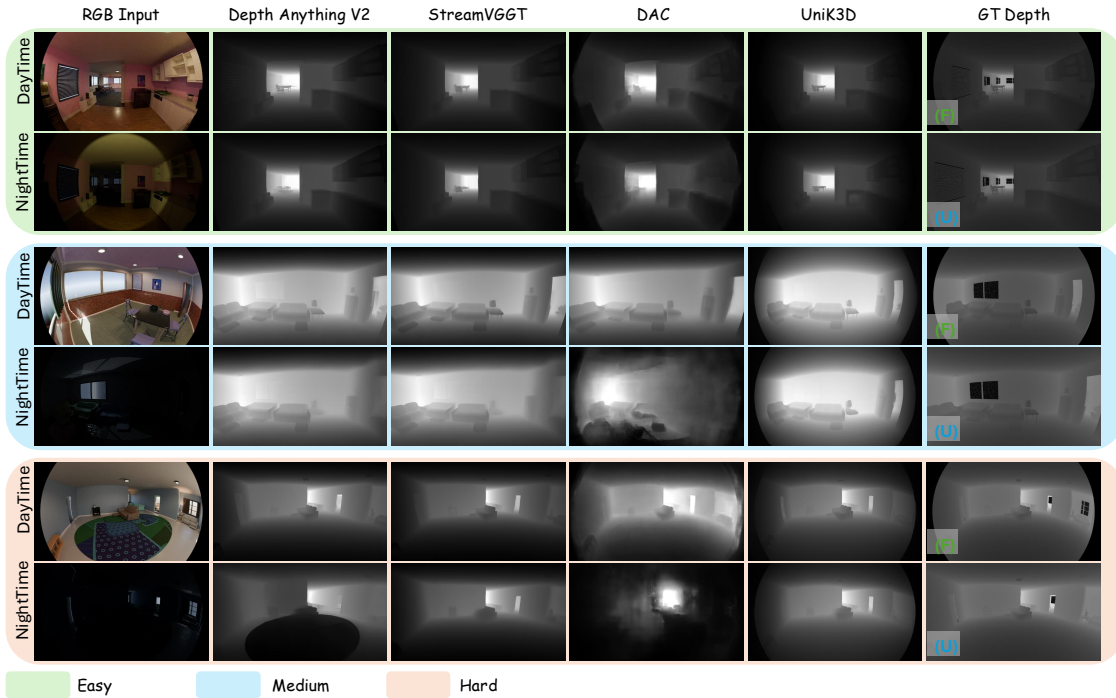 RGB Input Depth Anything V2 StreamVGGT DAC UniK3D GT Depth
DayTime
(F)
NightTime
(U)
DayTime
(F)
NightTime
(U)
DayTime
(F)
NightTime
(U)
Easy Medium Hard